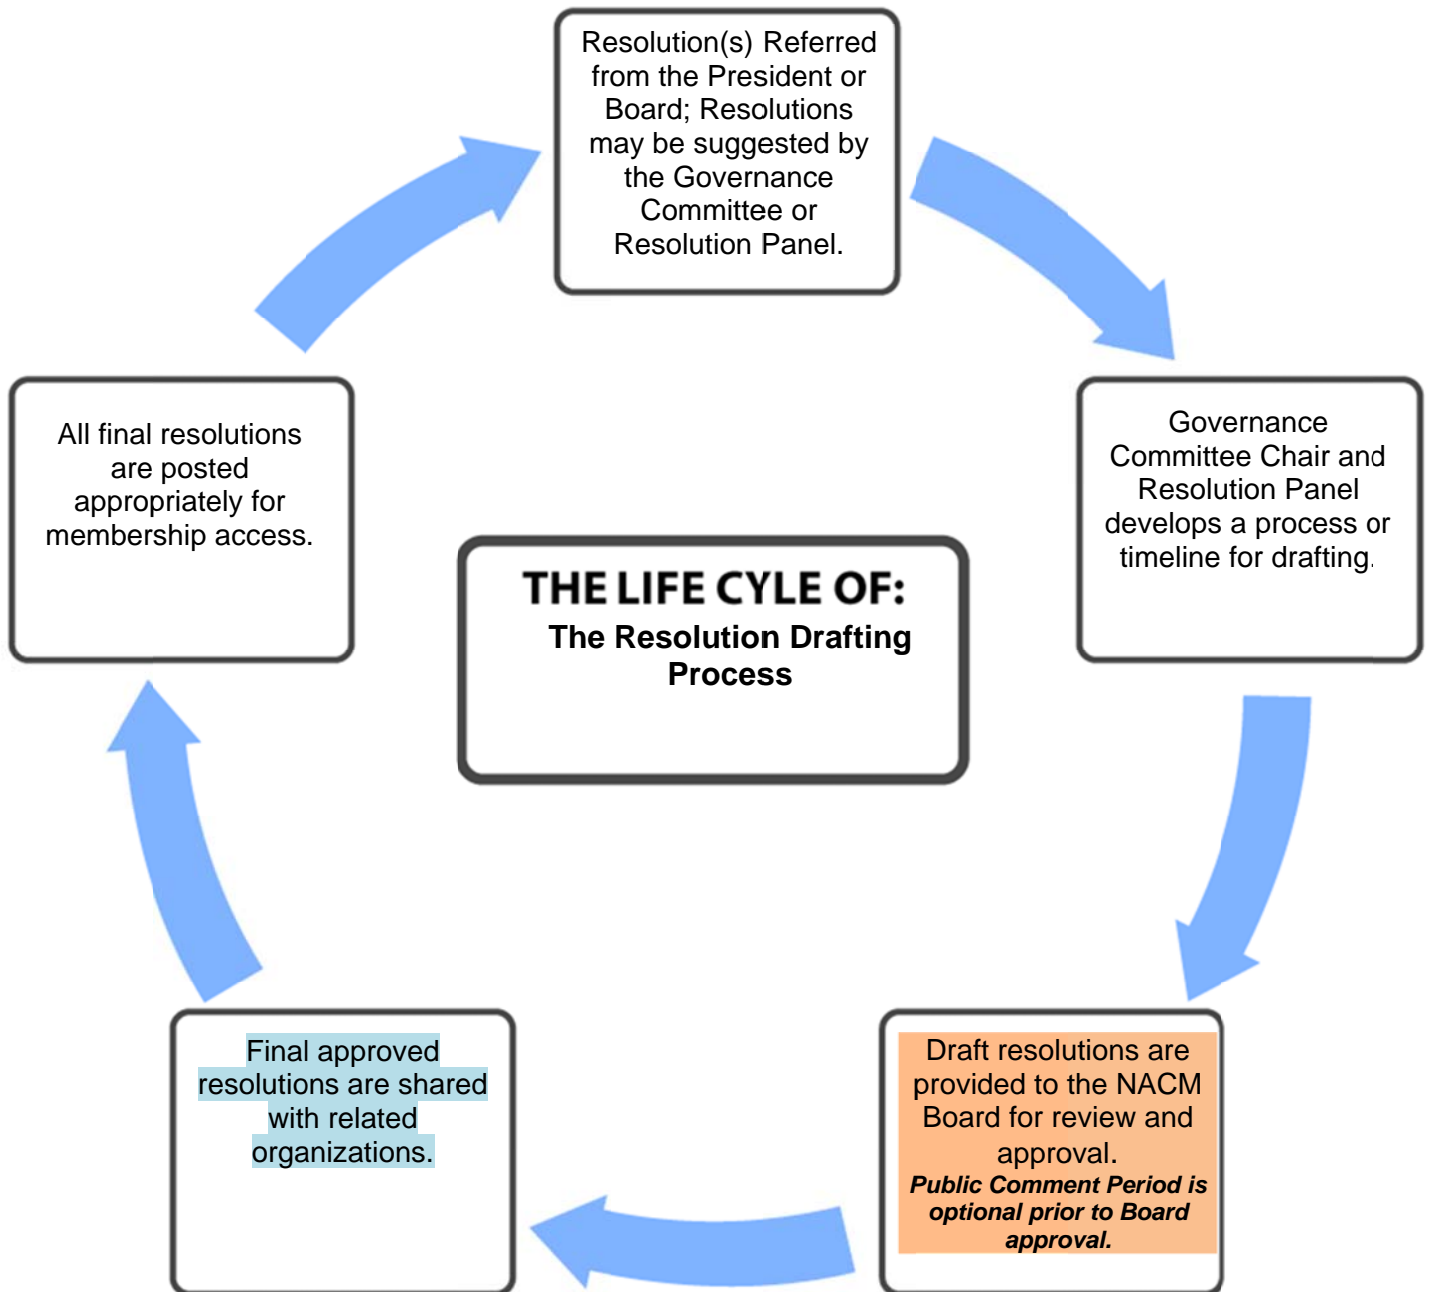 Resolution(s) Referred
from the President or
Board; Resolutions
may be suggested by
the Governance
Committee or
Resolution Panel.
Governance
Committee Chair and
Resolution Panel
develops a process or
timeline for drafting.
Draft resolutions are
provided to the NACM
Board for review and
approval.
Public Comment Period is
optional prior to Board
approval.
Final approved
resolutions are shared
with related
organizations.
All final resolutions
are posted
appropriately for
membership access.
THE LIFE CYLE OF:
The Resolution Drafting
Process